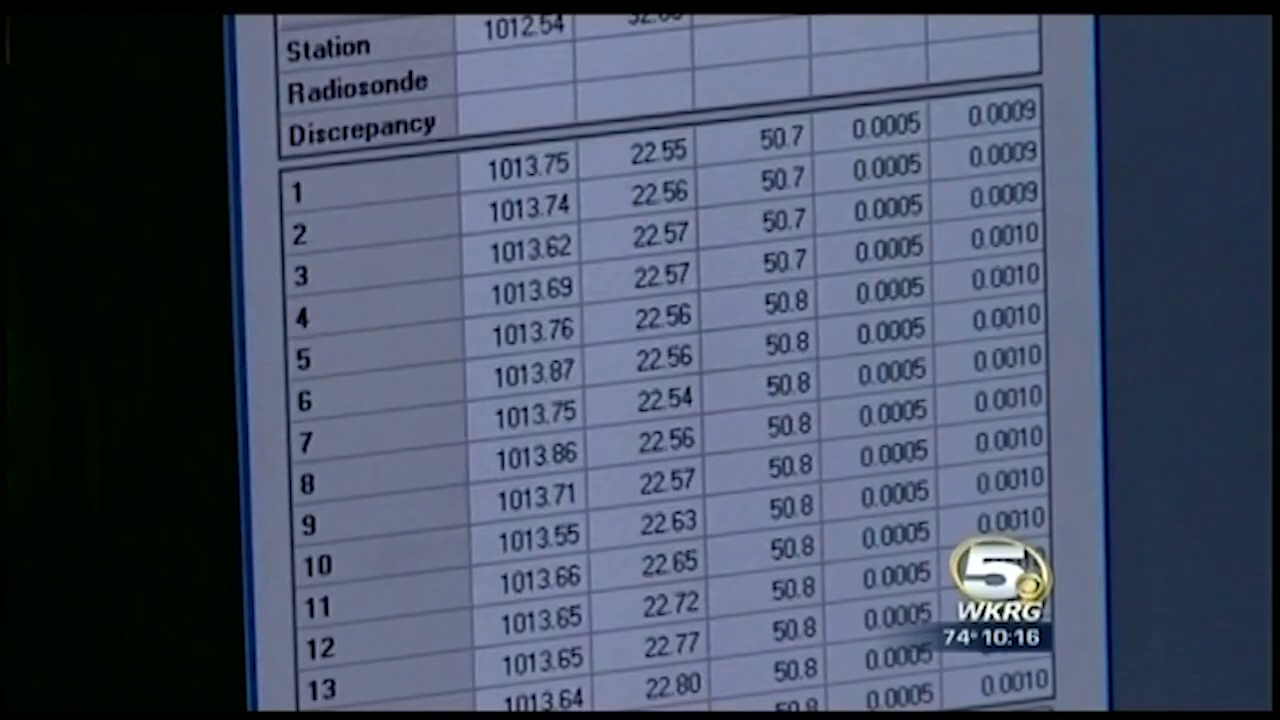 Station 1012.54
Radiosonde
Discrepancy
1 1013.75 22.55 50.7 0.0005 0.0009
2 1013.74 22.56 50.7 0.0005 0.0009
3 1013.62 22.57 50.7 0.0005 0.0009
4 1013.69 22.57 50.7 0.0005 0.0010
5 1013.76 22.56 50.8 0.0005 0.0010
6 1013.87 22.56 50.8 0.0005 0.0010
7 1013.75 22.54 50.8 0.0005 0.0010
8 1013.86 22.56 50.8 0.0005 0.0010
9 1013.71 22.57 50.8 0.0005 0.0010
10 1013.55 22.63 50.8 0.0005 0.0010
11 1013.66 22.65 50.8 0.0005 0.0010
12 1013.65 22.72 50.8 0.0005
13 1013.65 22.77 50.8 0.0005
1013.64 22.80 50.8 0.0005
50.8 0.0005 0.0010
5
WKRG
74° 10:16